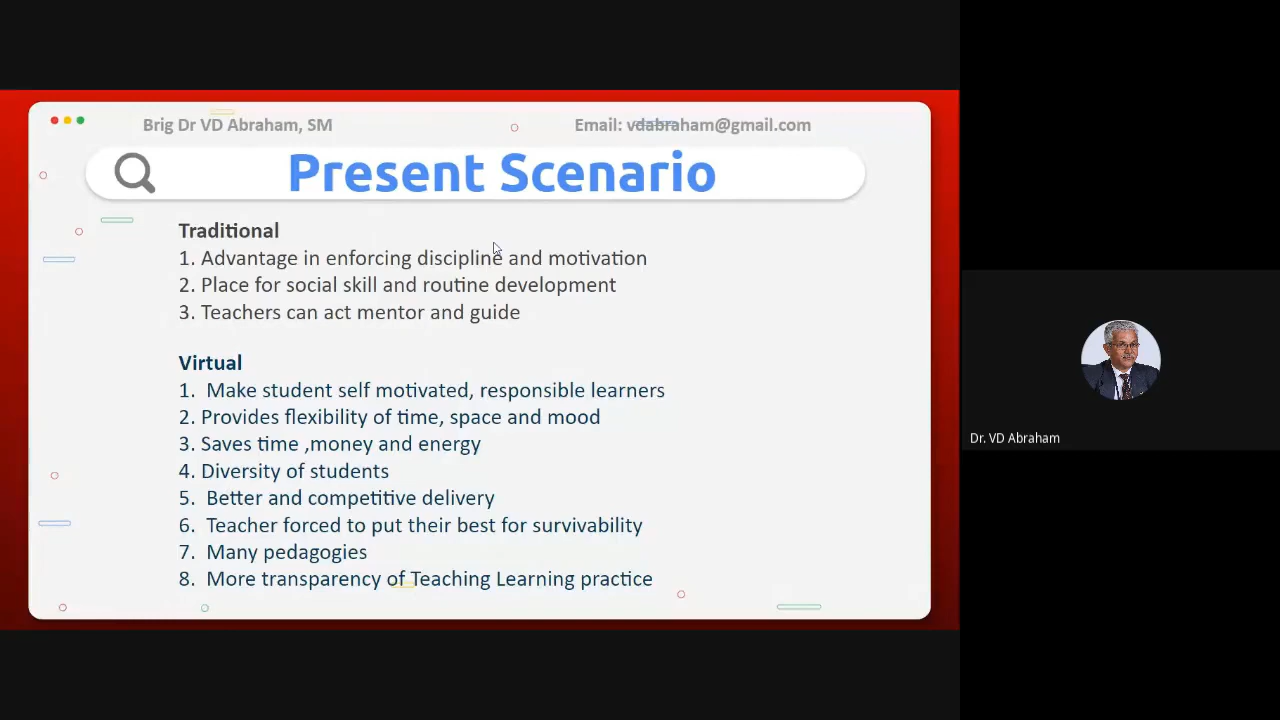 Brig Dr VD Abraham, SM
Email: vdabraham@gmail.com
Present Scenario
Traditional
1. Advantage in enforcing discipline and motivation
2. Place for social skill and routine development
3. Teachers can act mentor and guide
Virtual
1.  Make student self motivated, responsible learners
2. Provides flexibility of time, space and mood
3. Saves time ,money and energy
4. Diversity of students
5.  Better and competitive delivery
6.  Teacher forced to put their best for survivability
7.  Many pedagogies
8.  More transparency of Teaching Learning practice
Dr. VD Abraham